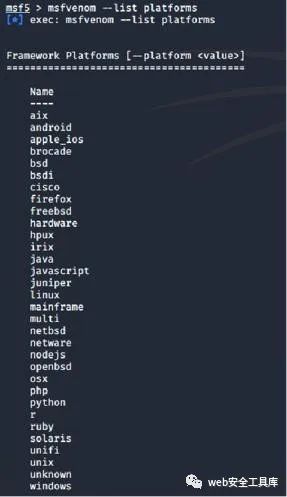 msf5 > msfvenom --list platforms
[*] exec: msfvenom --list platforms
Framework Platforms [--platform <value>]
========================================
Name
----
aix
android
apple_ios
brocade
bsd
bsdi
cisco
firefox
freebsd
hardware
hpux
irix
java
javascript
juniper
linux
mainframe
multi
netbsd
netware
nodejs
openbsd
osx
php
python
r
ruby
solaris
unifi
unix
unknown
windows
web安全工具库